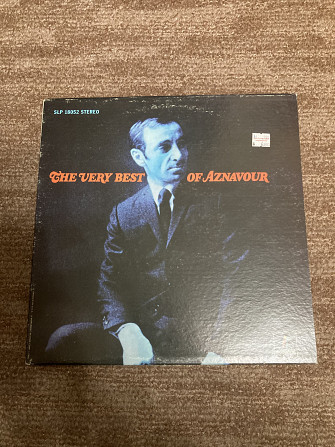 SLP 18052 STEREO
THE VERY BEST OF AZNAVOUR